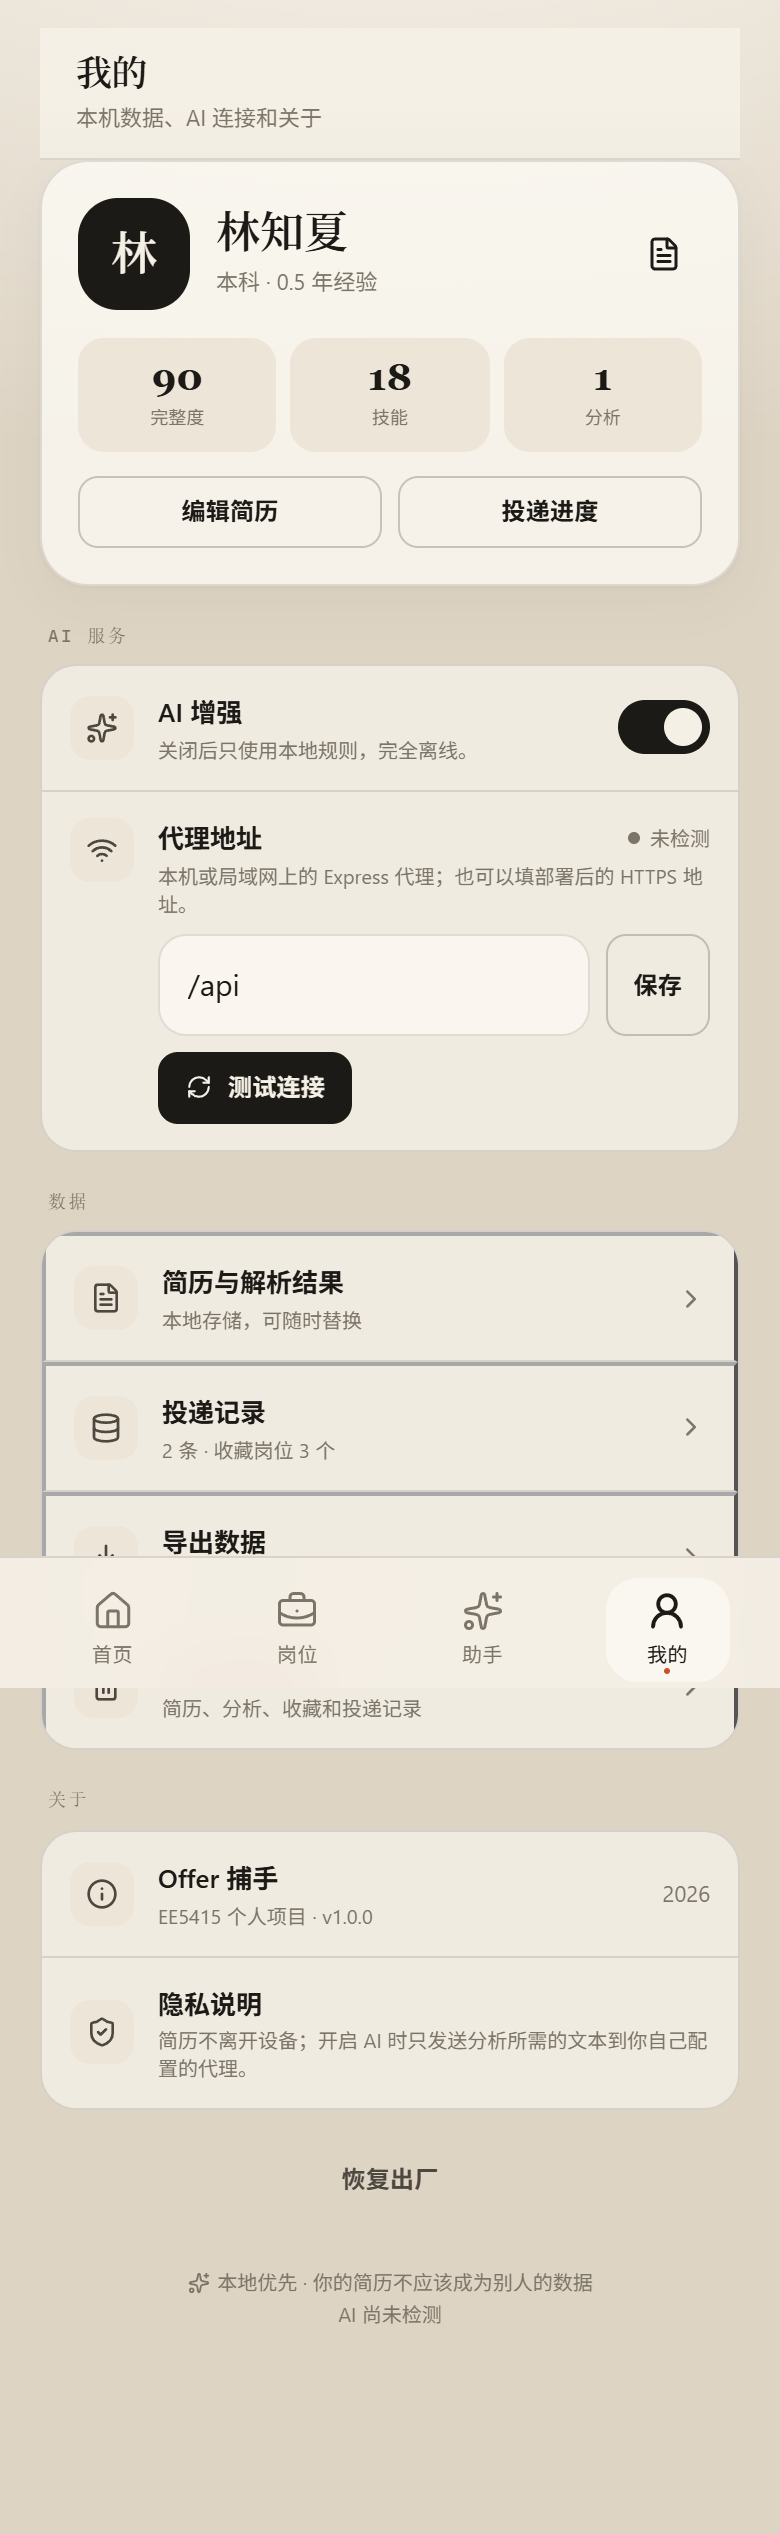 我的
本机数据、AI 连接和关于
林
林知夏
本科 · 0.5 年经验
90
完整度
18
技能
1
分析
编辑简历
投递进度
AI 服务
AI 增强
关闭后只使用本地规则，完全离线。
代理地址
未检测
本机或局域网上的 Express 代理；也可以填部署后的 HTTPS 地
址。
/api
保存
测试连接
数据
简历与解析结果
本地存储，可随时替换
投递记录
2 条 · 收藏岗位 3 个
导出数据
首页
岗位
助手
我的
简历、分析、收藏和投递记录
关于
Offer 捕手
EE5415 个人项目 · v1.0.0
2026
隐私说明
简历不离开设备；开启 AI 时只发送分析所需的文本到你自己配
置的代理。
恢复出厂
本地优先 · 你的简历不应该成为别人的数据
AI 尚未检测